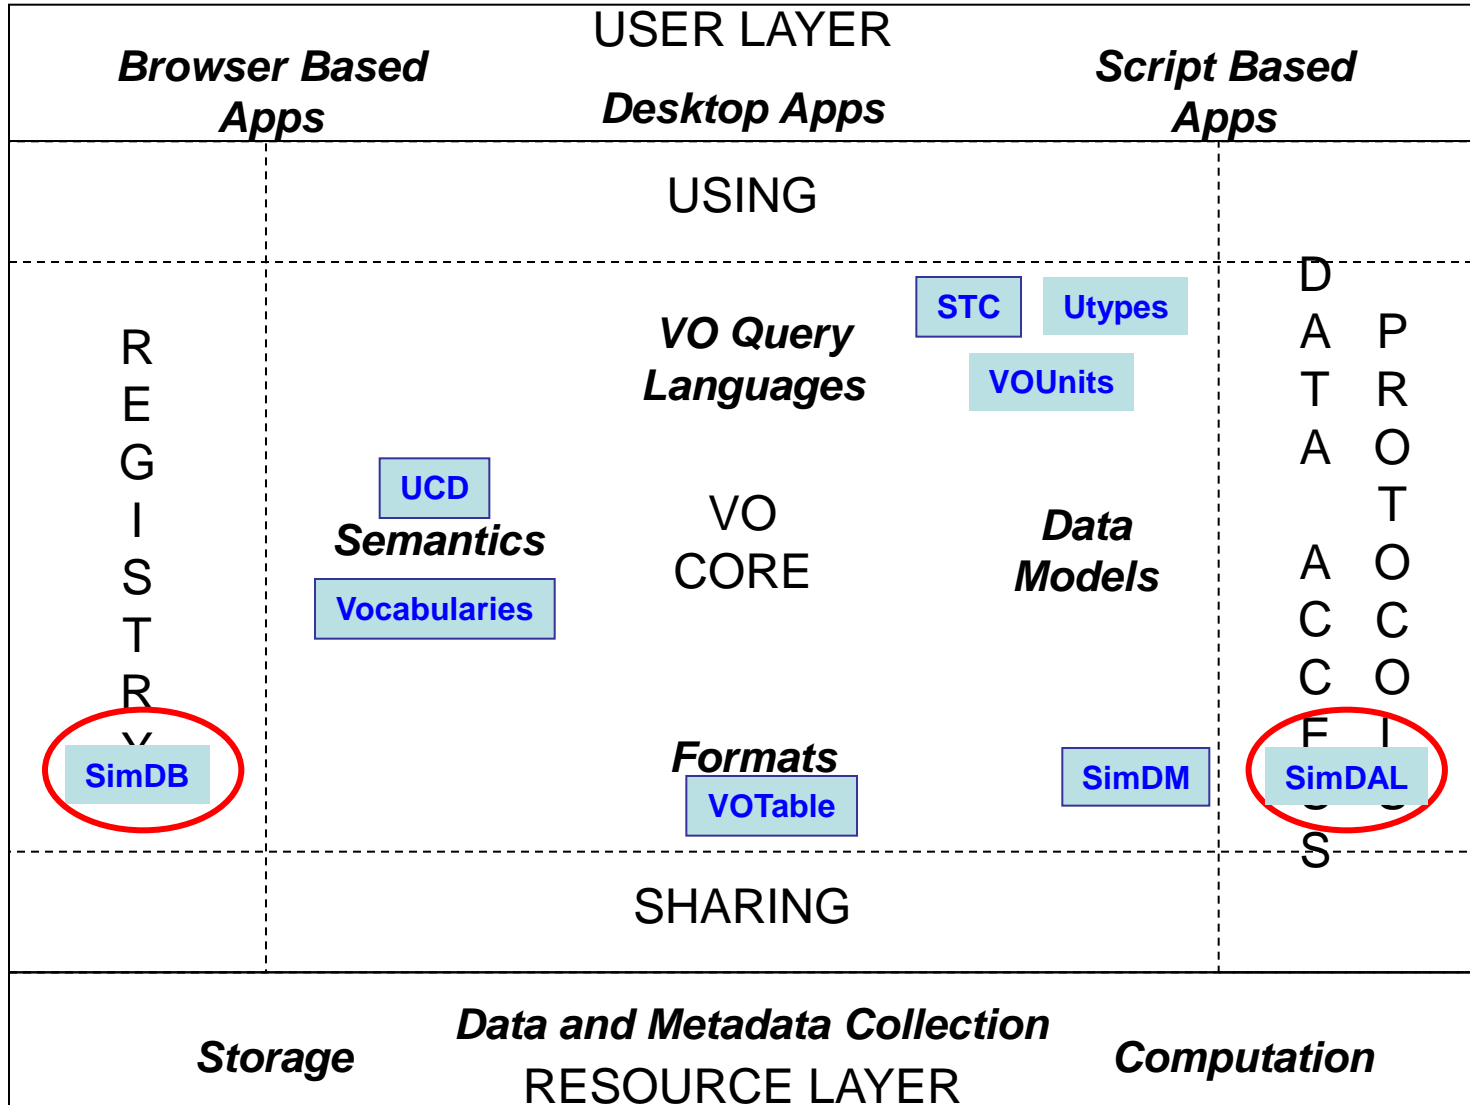 USER LAYER
Browser Based
Apps
Desktop Apps
Script Based
Apps
USING
REGISTRY
VO Query
Languages
STC
Utypes
VOUnits
UCD
Semantics
Vocabularies
VO
CORE
Data
Models
DATA ACCESS
PROTOCOLS
SimDB
Formats
VOTable
SimDM
SimDAL
SHARING
Storage
Data and Metadata Collection
Computation
RESOURCE LAYER